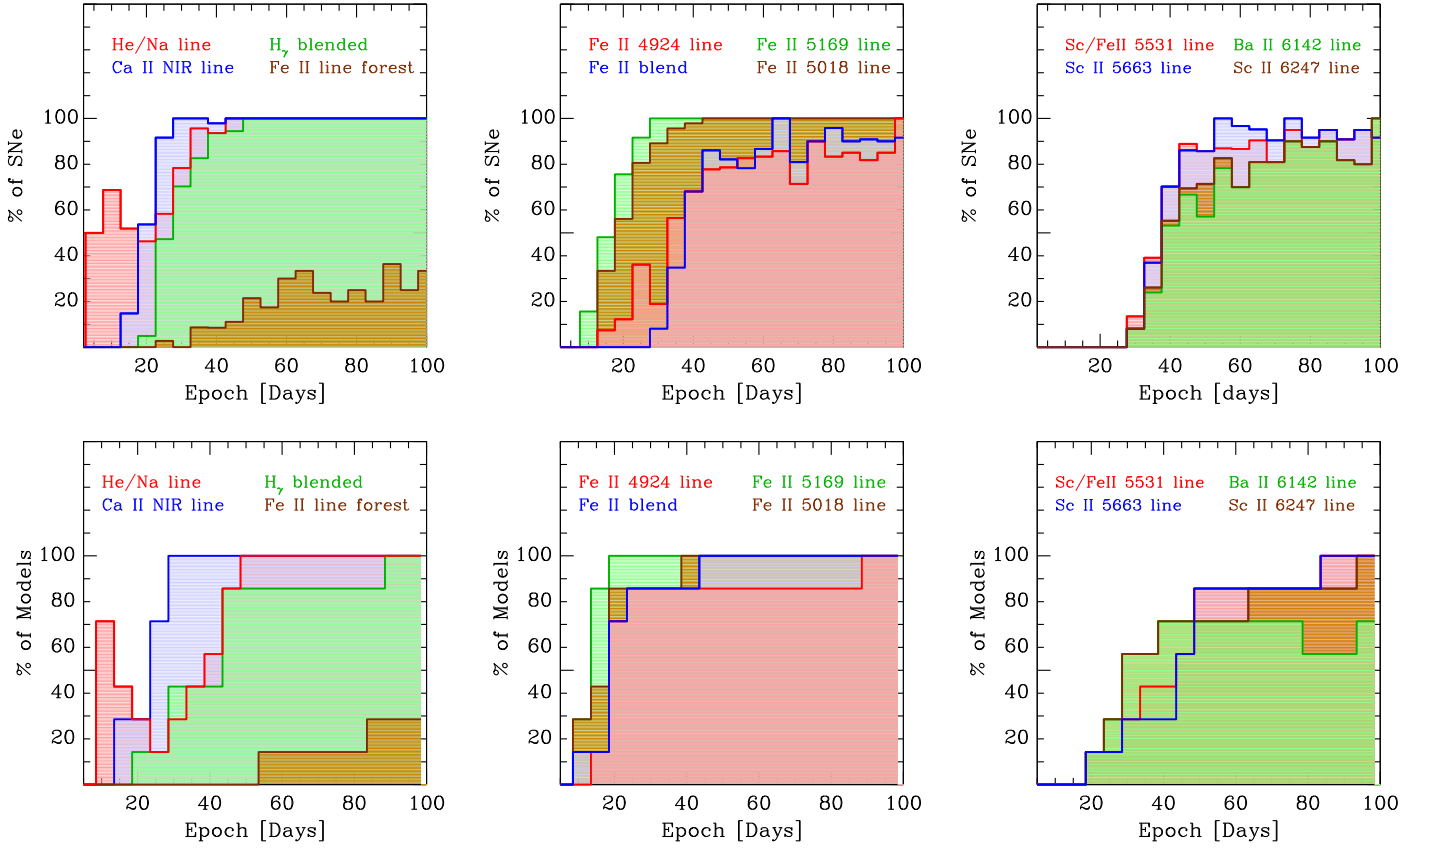 He/Na line
Hγ blended
Ca II NIR line
Fe II line forest
% of SNe
100
80
60
40
20
20 40 60 80 100
Epoch [Days]
Fe II 4924 line
Fe II 5169 line
Fe II blend
Fe II 5018 line
% of SNe
100
80
60
40
20
20 40 60 80 100
Epoch [Days]
Sc/FeII 5531 line
Ba II 6142 line
Sc II 5663 line
Sc II 6247 line
% of SNe
100
80
60
40
20
20 40 60 80 100
Epoch [days]
He/Na line
Hγ blended
Ca II NIR line
Fe II line forest
% of Models
100
80
60
40
20
20 40 60 80 100
Epoch [Days]
Fe II 4924 line
Fe II 5169 line
Fe II blend
Fe II 5018 line
% of Models
100
80
60
40
20
20 40 60 80 100
Epoch [Days]
Sc/FeII 5531 line
Ba II 6142 line
Sc II 5663 line
Sc II 6247 line
% of Models
100
80
60
40
20
20 40 60 80 100
Epoch [Days]